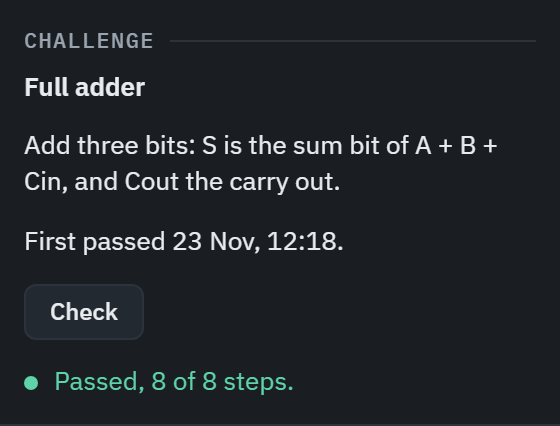 CHALLENGE
Full adder
Add three bits: S is the sum bit of A + B +
Cin, and Cout the carry out.
First passed 23 Nov, 12:18.
Check
Passed, 8 of 8 steps.